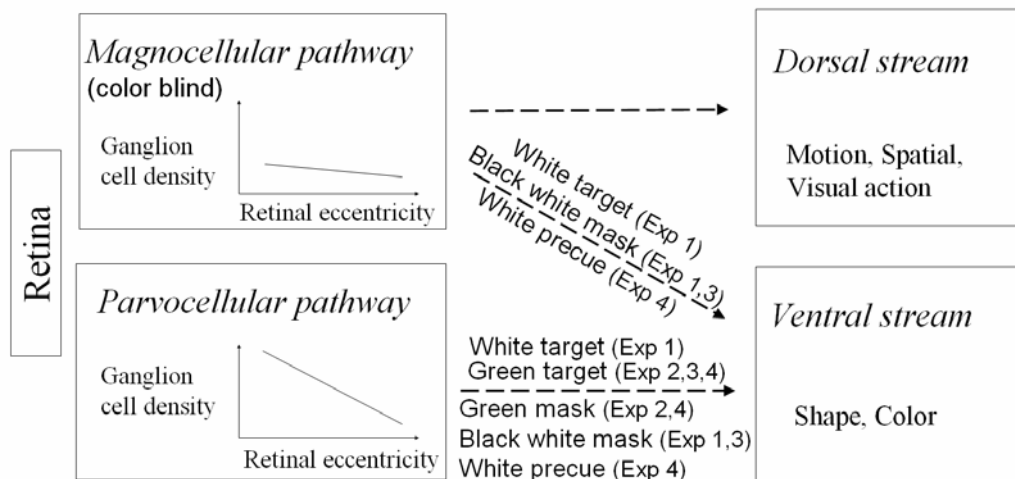 Retina
Magnocellular pathway
(color blind)
Ganglion
cell density
Retinal eccentricity
Parvocellular pathway
Ganglion
cell density
Retinal eccentricity
White target (Exp 1)
Black white mask (Exp 1,3)
White precue (Exp 4)
White target (Exp 1)
Green target (Exp 2,3,4)
Green mask (Exp 2,4)
Black white mask (Exp 1,3)
White precue (Exp 4)
Dorsal stream
Motion, Spatial,
Visual action
Ventral stream
Shape, Color